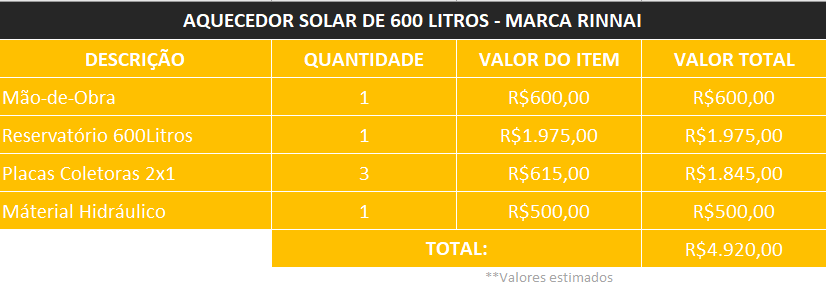 AQUECEDOR SOLAR DE 600 LITROS - MARCA RINNAI
DESCRIÇÃO QUANTIDADE VALOR DO ITEM VALOR TOTAL
Mão-de-Obra 1 R$600,00 R$600,00
Reservatório 600Litros 1 R$1.975,00 R$1.975,00
Placas Coletoras 2x1 3 R$615,00 R$1.845,00
Máterial Hidráulico 1 R$500,00 R$500,00
TOTAL: R$4.920,00
**Valores estimados